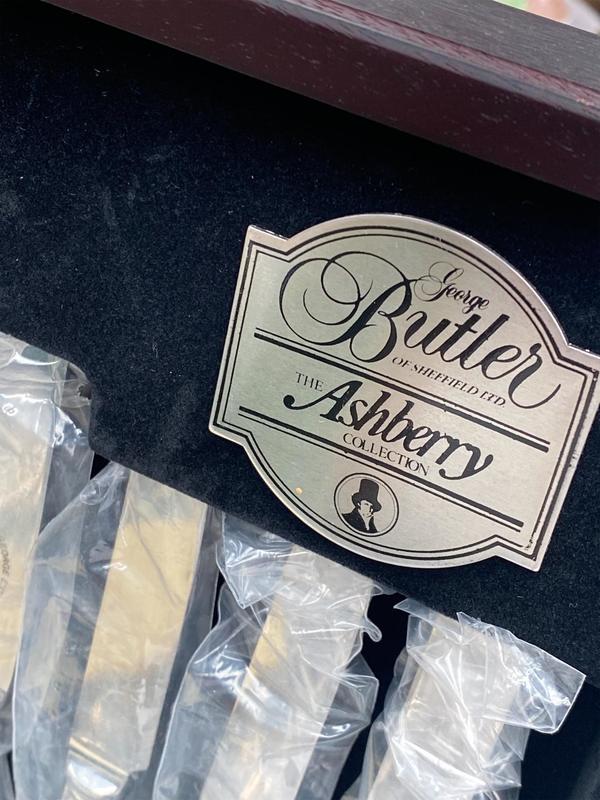 George
Butler
OF SHEFFIELD LTD.
THE
Ashberry
COLLECTION